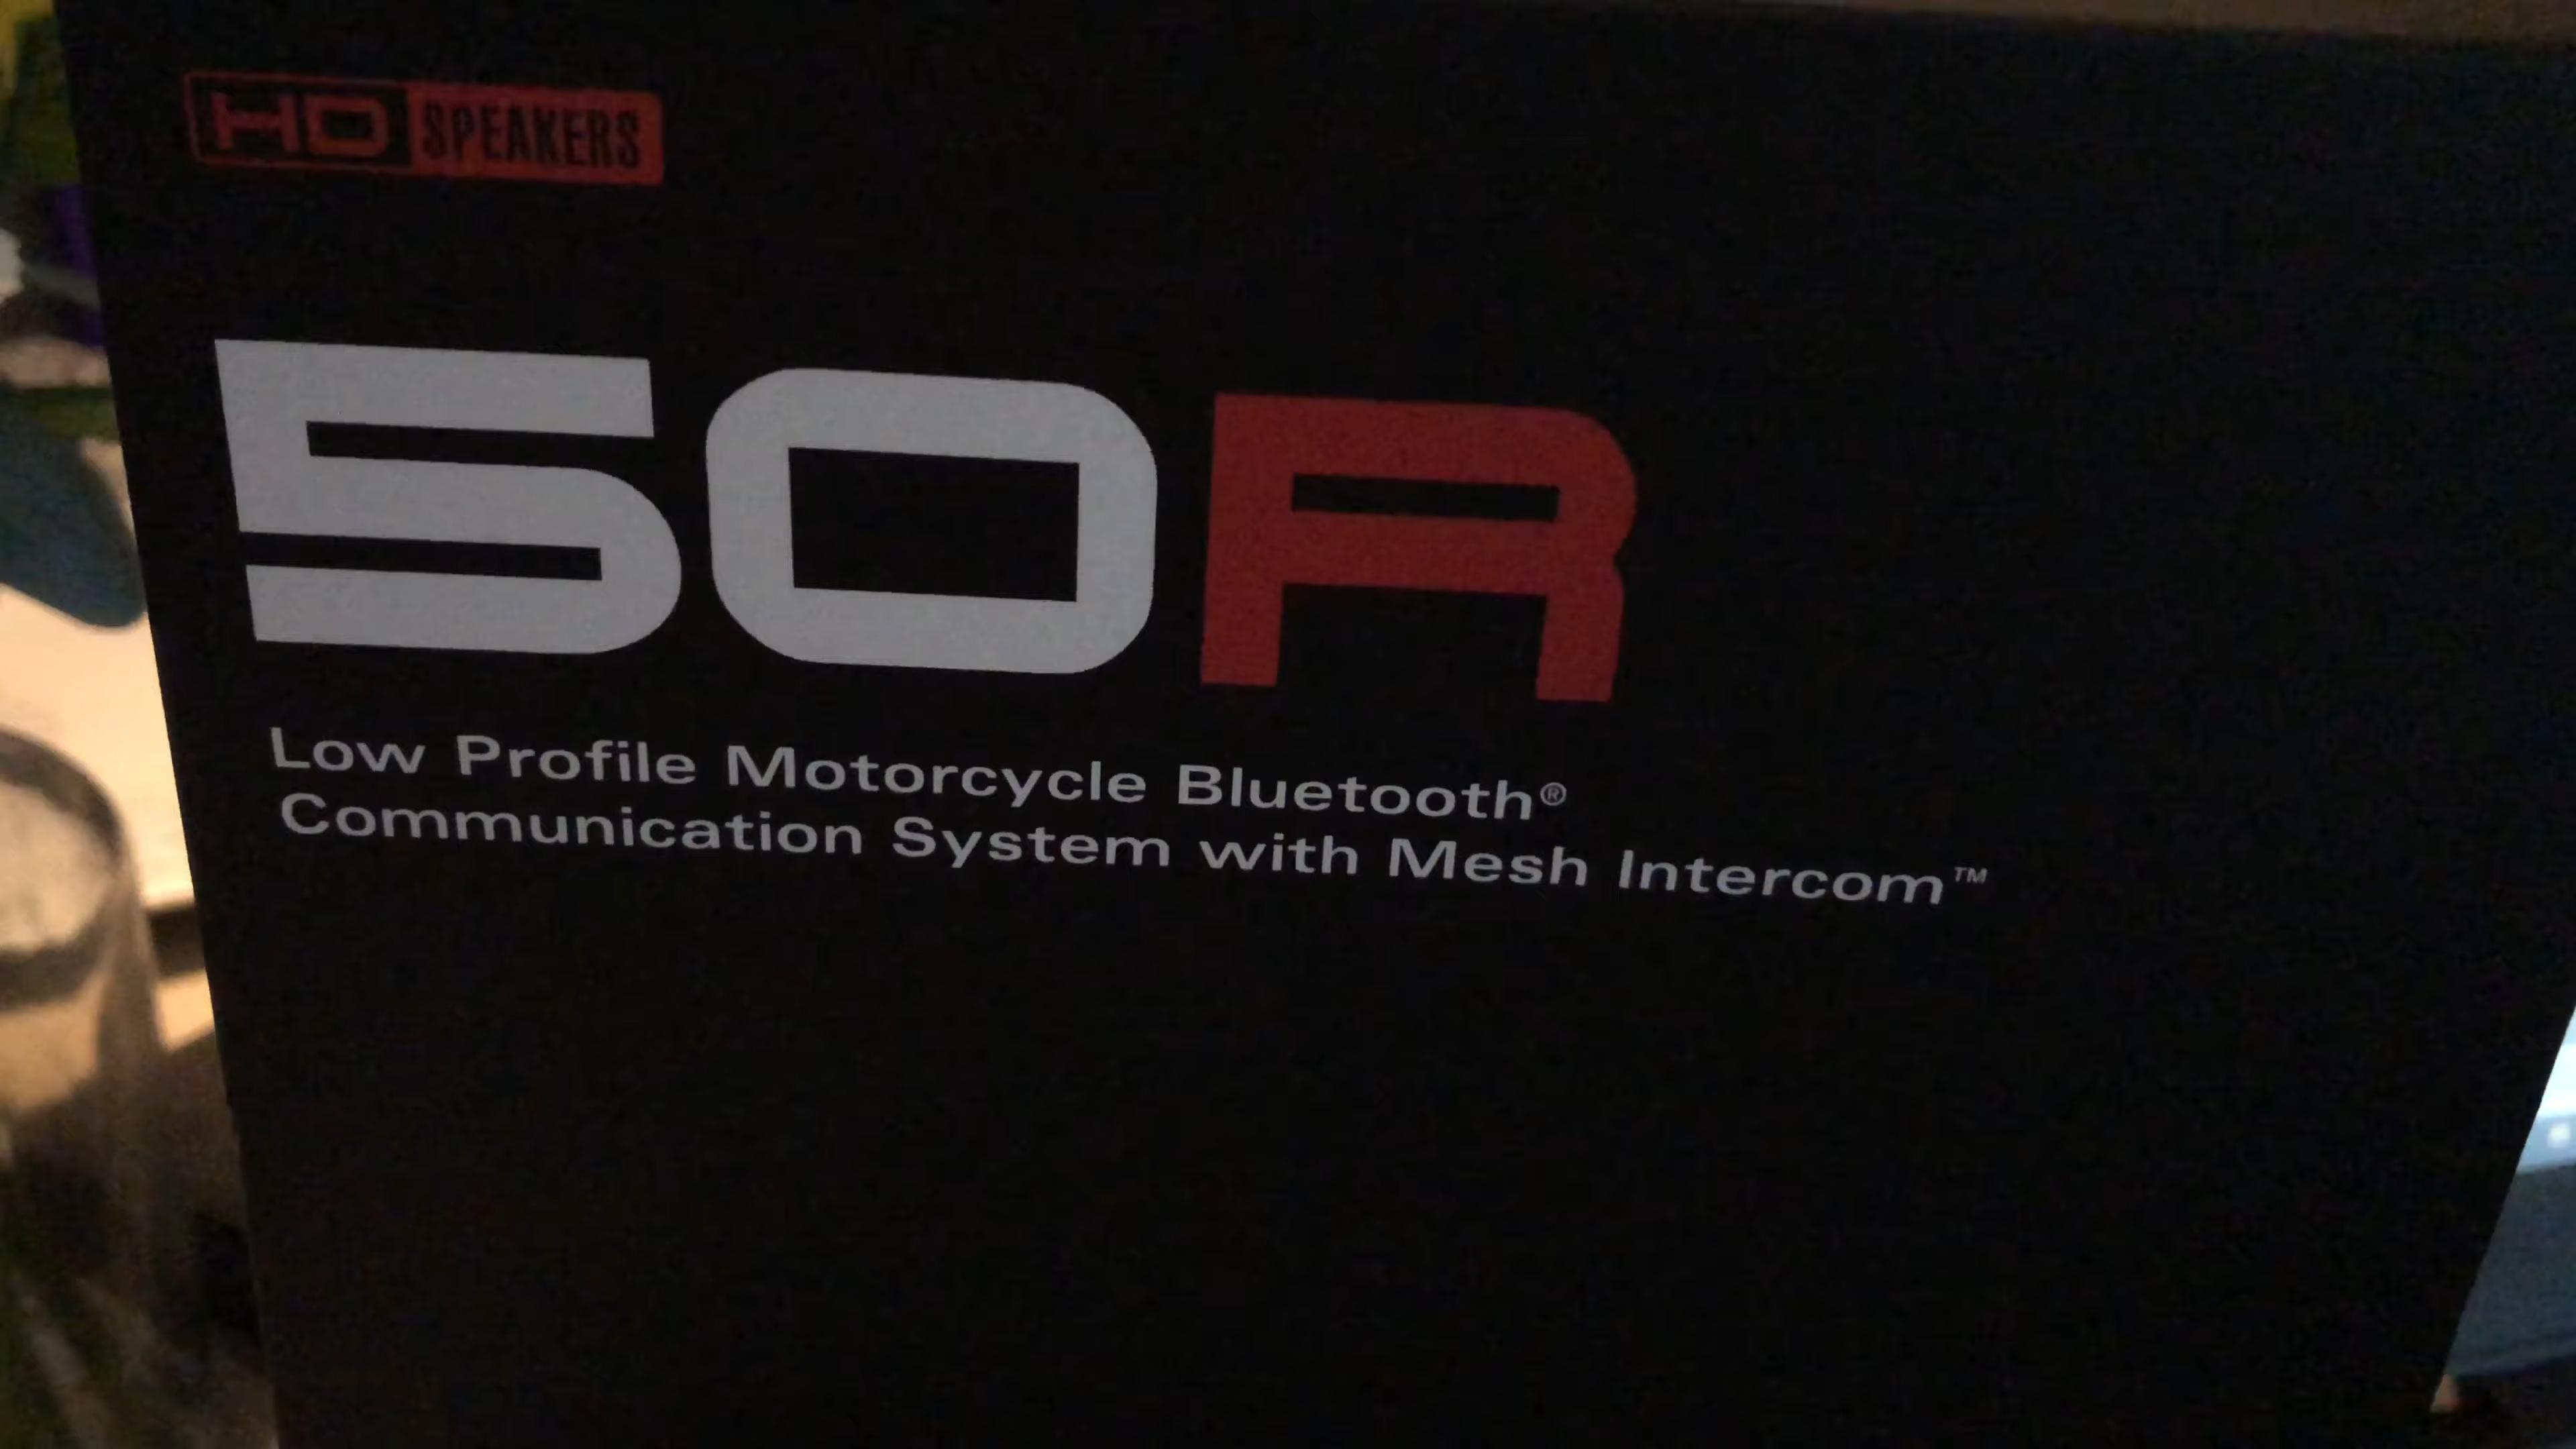 HD SPEAKERS
50R
Low Profile Motorcycle Bluetooth®
Communication System with Mesh Intercom™